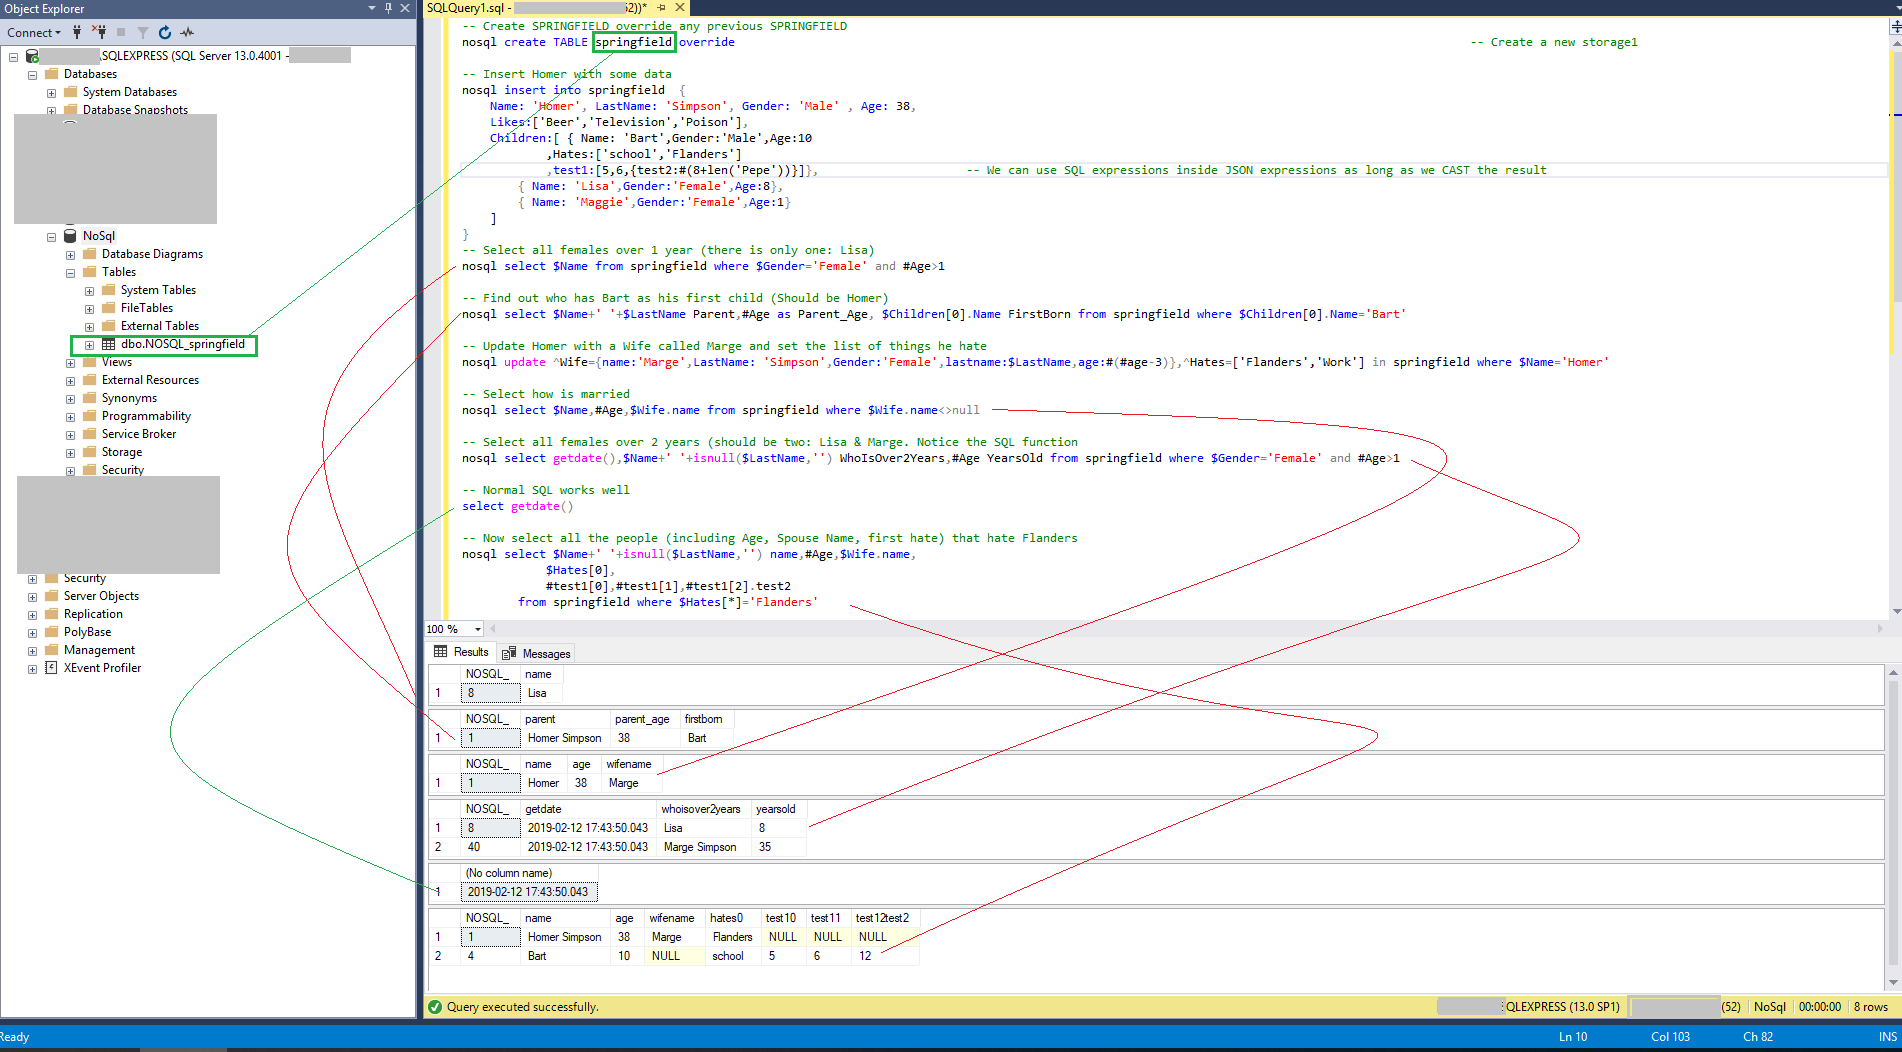 Object Explorer
Connect
\SQLEXPRESS (SQL Server 13.0.4001 -
Databases
System Databases
Database Snapshots
NoSql
Database Diagrams
Tables
System Tables
FileTables
External Tables
dbo.NOSQL_springfield
Views
External Resources
Synonyms
Programmability
Service Broker
Storage
Security
Security
Server Objects
Replication
PolyBase
Management
XEvent Profiler
SQLQuery1.sql - 52))*
-- Create SPRINGFIELD override any previous SPRINGFIELD
nosql create TABLE springfield override -- Create a new storage1
-- Insert Homer with some data
nosql insert into springfield {
Name: 'Homer', LastName: 'Simpson', Gender: 'Male' , Age: 38,
Likes:['Beer','Television','Poison'],
Children:[ { Name: 'Bart',Gender:'Male',Age:10
,Hates:['school','Flanders']
,test1:[5,6,{test2:#(8+len('Pepe'))}]}, -- We can use SQL expressions inside JSON expressions as long as we CAST the result
{ Name: 'Lisa',Gender:'Female',Age:8},
{ Name: 'Maggie',Gender:'Female',Age:1}
]
}
-- Select all females over 1 year (there is only one: Lisa)
nosql select $Name from springfield where $Gender='Female' and #Age>1
-- Find out who has Bart as his first child (Should be Homer)
nosql select $Name+' '+$LastName Parent,#Age as Parent_Age, $Children[0].Name FirstBorn from springfield where $Children[0].Name='Bart'
-- Update Homer with a Wife called Marge and set the list of things he hate
nosql update ^Wife={name:'Marge',LastName: 'Simpson',Gender:'Female',lastname:$LastName,age:#(#age-3)},^Hates=['Flanders','Work'] in springfield where $Name='Homer'
-- Select how is married
nosql select $Name,#Age,$Wife.name from springfield where $Wife.name<>null
-- Select all females over 2 years (should be two: Lisa & Marge. Notice the SQL function
nosql select getdate(),$Name+' '+isnull($LastName,'') WhoIsOver2Years,#Age YearsOld from springfield where $Gender='Female' and #Age>1
-- Normal SQL works well
select getdate()
-- Now select all the people (including Age, Spouse Name, first hate) that hate Flanders
nosql select $Name+' '+isnull($LastName,'') name,#Age,$Wife.name,
$Hates[0],
#test1[0],#test1[1],#test1[2].test2
from springfield where $Hates[*]='Flanders'
100 %
Results Messages
NOSQL_ name
1 8 Lisa
NOSQL_ parent parent_age firstborn
1 1 Homer Simpson 38 Bart
NOSQL_ name age wifename
1 1 Homer 38 Marge
NOSQL_ getdate whoisover2years yearsold
1 8 2019-02-12 17:43:50.043 Lisa 8
2 40 2019-02-12 17:43:50.043 Marge Simpson 35
(No column name)
1 2019-02-12 17:43:50.043
NOSQL_ name age wifename hates0 test10 test11 test12test2
1 1 Homer Simpson 38 Marge Flanders NULL NULL NULL
2 4 Bart 10 NULL school 5 6 12
Query executed successfully. QLEXPRESS (13.0 SP1) (52) NoSql 00:00:00 8 rows
Ready Ln 10 Col 103 Ch 82 INS